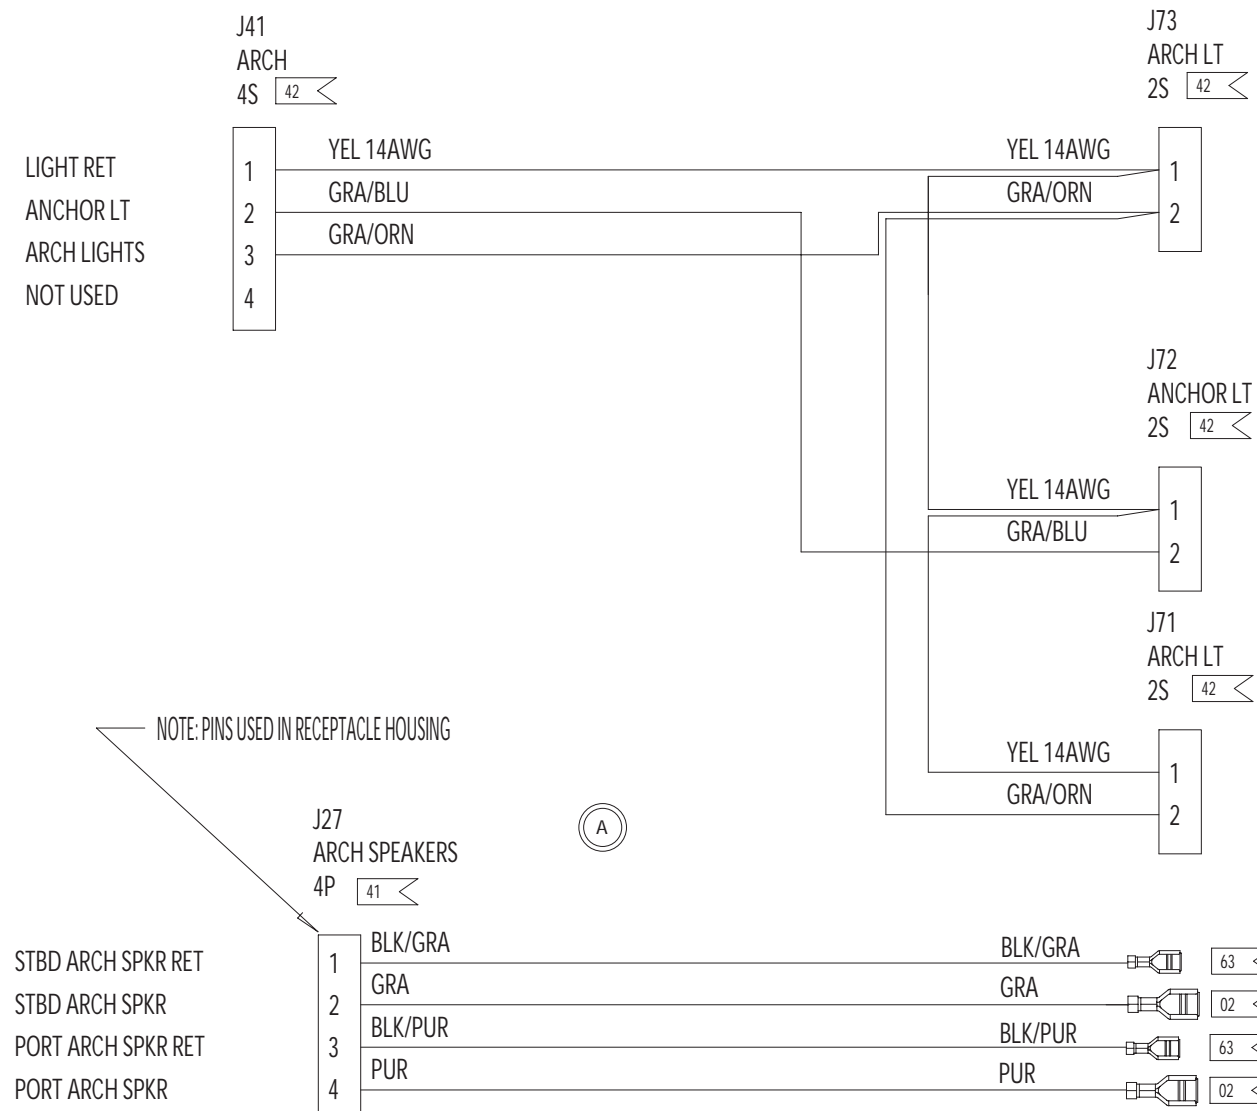 J41
ARCH
4S 42
LIGHT RET 1 YEL 14AWG
ANCHOR LT 2 GRA/BLU
ARCH LIGHTS 3 GRA/ORN
NOT USED 4
J73
ARCH LT
2S 42
YEL 14AWG 1
GRA/ORN 2
J72
ANCHOR LT
2S 42
YEL 14AWG 1
GRA/BLU 2
J71
ARCH LT
2S 42
YEL 14AWG 1
GRA/ORN 2
NOTE: PINS USED IN RECEPTACLE HOUSING
A
J27
ARCH SPEAKERS
4P 41
STBD ARCH SPKR RET 1 BLK/GRA BLK/GRA 63
STBD ARCH SPKR 2 GRA GRA 02
PORT ARCH SPKR RET 3 BLK/PUR BLK/PUR 63
PORT ARCH SPKR 4 PUR PUR 02